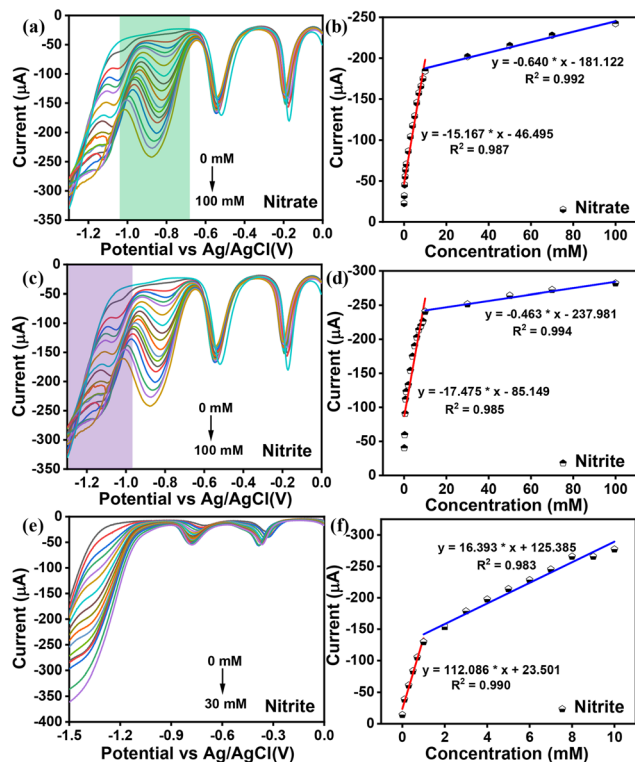 (a)
0
-50
-100
-150
-200
-250
-300
-350
Current (μA)
0 mM
100 mM
Nitrate
-1.2 -1.0 -0.8 -0.6 -0.4 -0.2 0.0
Potential vs Ag/AgCl(V)
(b)
-250
-200
-150
-100
-50
0
Current (μA)
y = -0.640 * x - 181.122
R² = 0.992
y = -15.167 * x - 46.495
R² = 0.987
Nitrate
0 20 40 60 80 100
Concentration (mM)
(c)
0
-50
-100
-150
-200
-250
-300
-350
Current (μA)
0 mM
100 mM
Nitrite
-1.2 -1.0 -0.8 -0.6 -0.4 -0.2 0.0
Potential vs Ag/AgCl(V)
(d)
-300
-250
-200
-150
-100
-50
0
Current (μA)
y = -0.463 * x - 237.981
R² = 0.994
y = -17.475 * x - 85.149
R² = 0.985
Nitrite
0 20 40 60 80 100
Concentration (mM)
(e)
0
-50
-100
-150
-200
-250
-300
-350
-400
Current (μA)
0 mM
30 mM
Nitrite
-1.5 -1.2 -0.9 -0.6 -0.3 0.0
Potential vs Ag/AgCl(V)
(f)
-300
-250
-200
-150
-100
-50
0
Current (μA)
y = 16.393 * x + 125.385
R² = 0.983
y = 112.086 * x + 23.501
R² = 0.990
Nitrite
0 2 4 6 8 10
Concentration (mM)